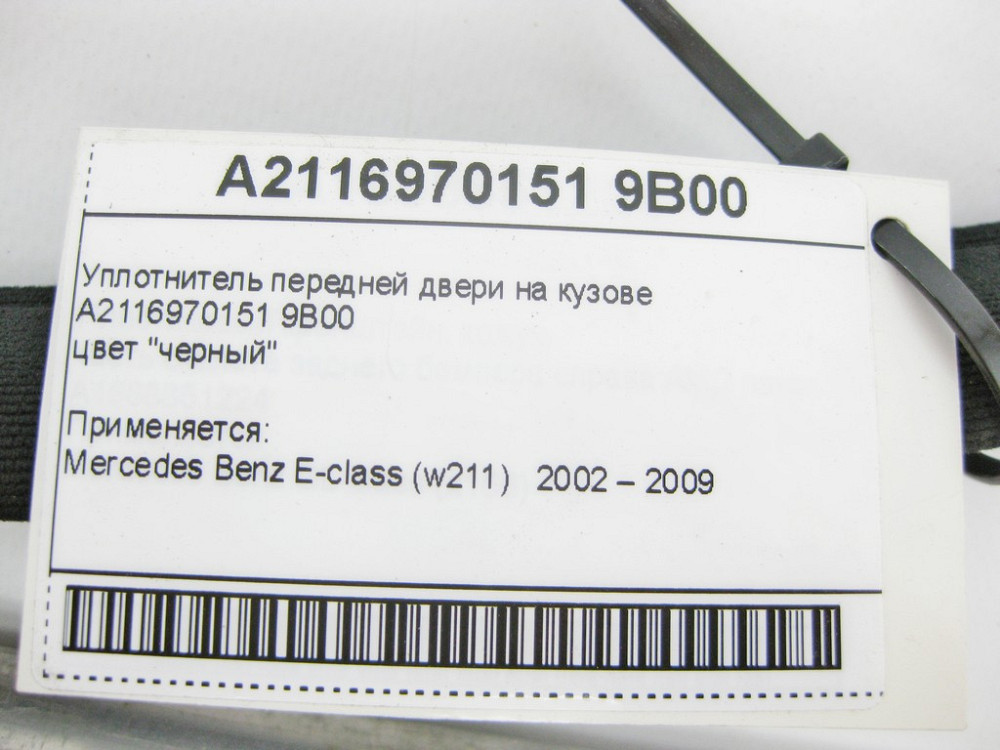 A2116970151 9B00
Уплотнитель передней двери на кузове
A2116970151 9B00
цвет "черный"
Применяется:
Mercedes Benz E-class (w211) 2002 – 2009